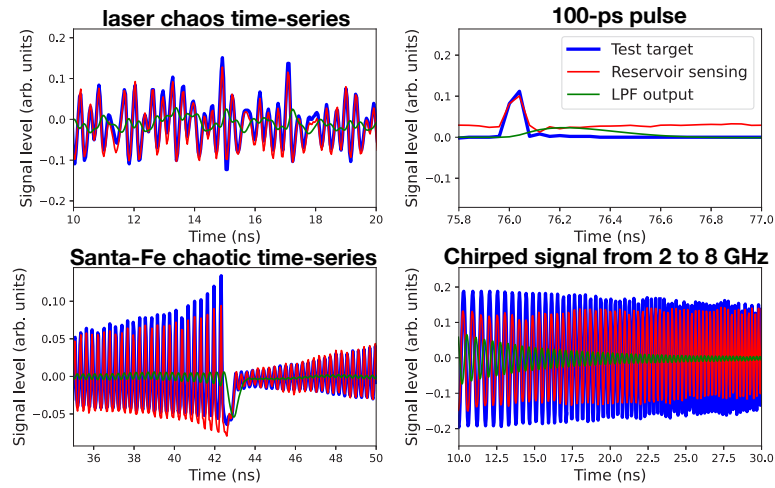 laser chaos time-series
Signal level (arb. units)
0.2
0.1
0.0
−0.1
−0.2
10 12 14 16 18 20
Time (ns)
100-ps pulse
Signal level (arb. units)
0.2
0.1
0.0
−0.1
Test target
Reservoir sensing
LPF output
75.8 76.0 76.2 76.4 76.6 76.8 77.0
Time (ns)
Santa-Fe chaotic time-series
Signal level (arb. units)
0.10
0.05
0.00
−0.05
36 38 40 42 44 46 48 50
Time (ns)
Chirped signal from 2 to 8 GHz
Signal level (arb. units)
0.2
0.1
0.0
−0.1
−0.2
10.0 12.5 15.0 17.5 20.0 22.5 25.0 27.5 30.0
Time (ns)